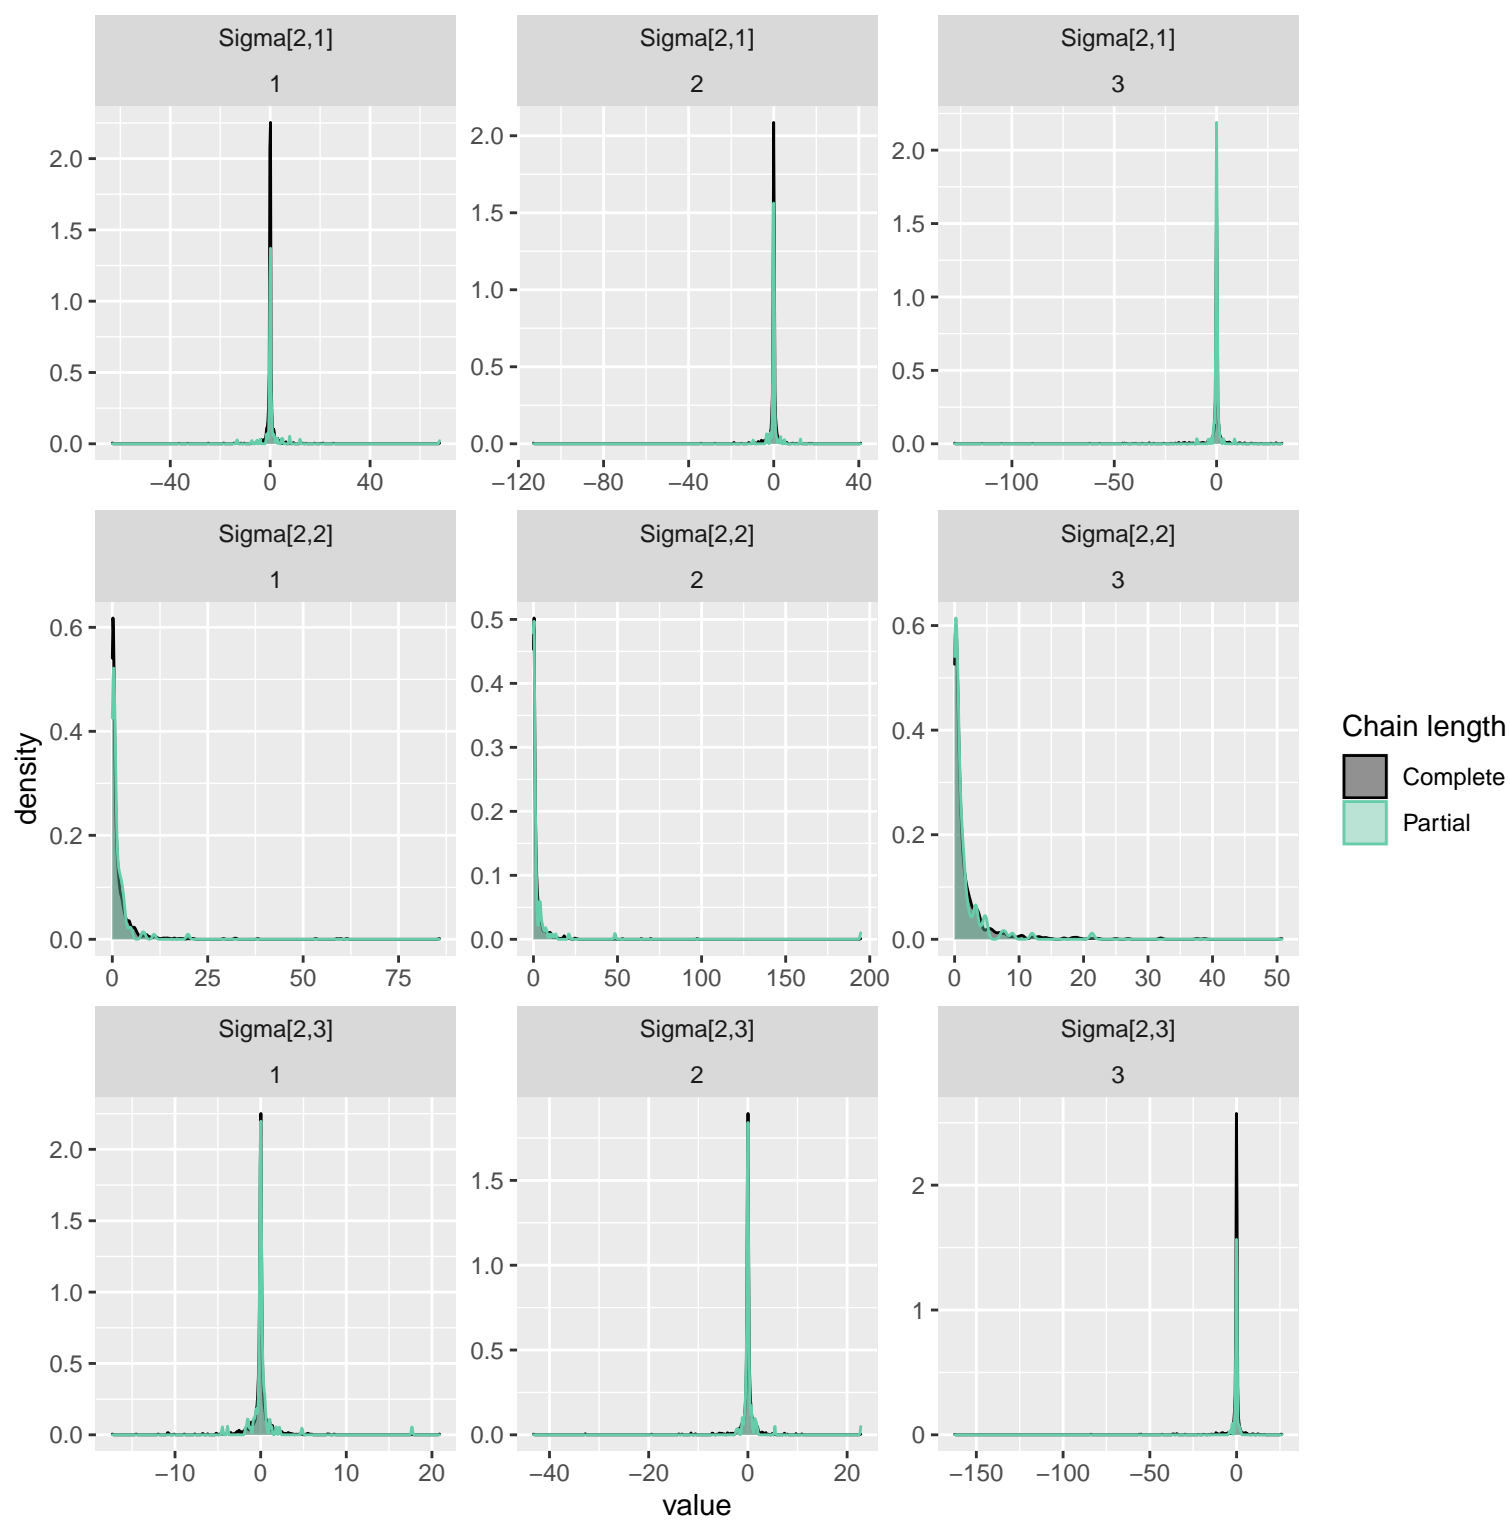 Sigma[2,1] Sigma[2,1] Sigma[2,1]
1 2 3
2.0 1.5 1.0 0.5 0.0
2.0 1.5 1.0 0.5 0.0
2.0 1.5 1.0 0.5 0.0
−40 0 40 −120 −80 −40 0 40 −100 −50 0
Sigma[2,2] Sigma[2,2] Sigma[2,2]
1 2 3
0.6 0.4 0.2 0.0
0.5 0.4 0.3 0.2 0.1 0.0
0.6 0.4 0.2 0.0
0 25 50 75 0 50 100 150 200 0 10 20 30 40 50
Sigma[2,3] Sigma[2,3] Sigma[2,3]
1 2 3
2.0 1.5 1.0 0.5 0.0
1.5 1.0 0.5 0.0
2 1 0
−10 0 10 20 −40 −20 0 20 −150 −100 −50 0
value
density
Chain length
Complete
Partial